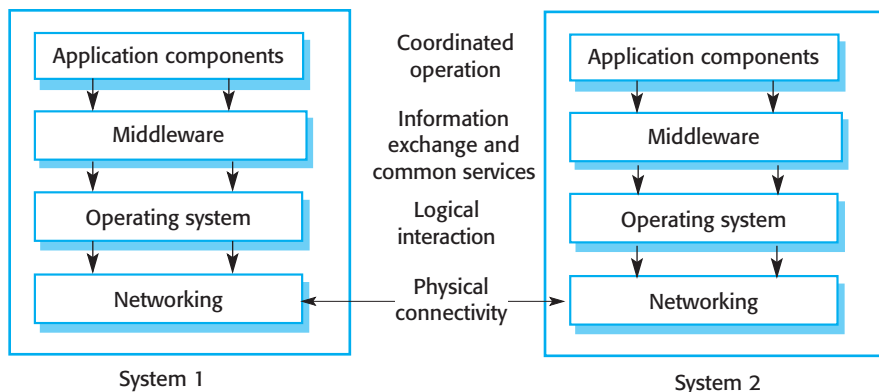 Application components
Middleware
Operating system
Networking
System 1
Coordinated
operation
Information
exchange and
common services
Logical
interaction
Physical
connectivity
Application components
Middleware
Operating system
Networking
System 2